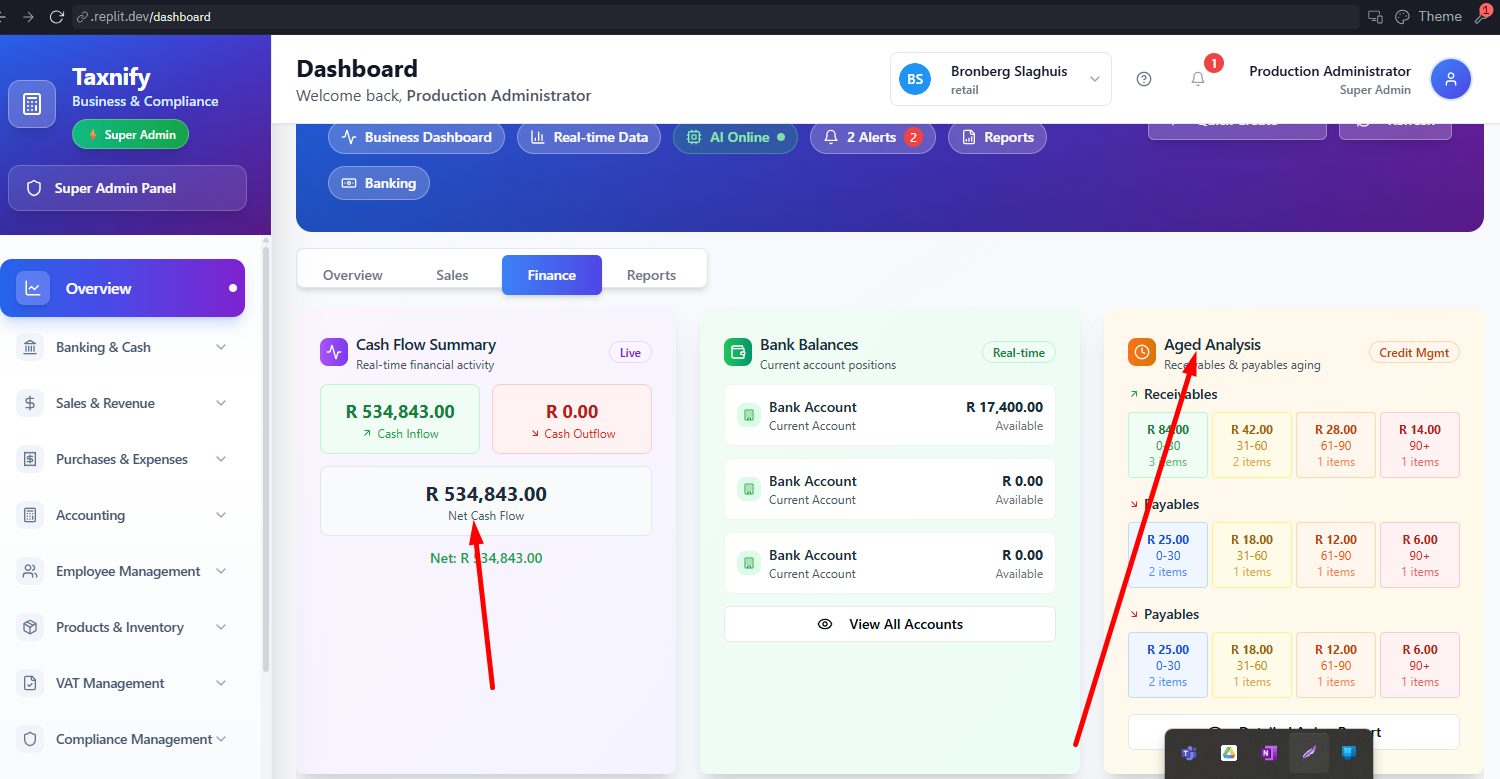 .replit.dev/dashboard
Theme
1
Taxnify
Business & Compliance
Super Admin
Super Admin Panel
Dashboard
Welcome back, Production Administrator
BS
Bronberg Slaghuis
retail
1
Production Administrator
Super Admin
Business Dashboard
Real-time Data
AI Online
2 Alerts 2
Reports
Banking
Overview
Banking & Cash
Sales & Revenue
Purchases & Expenses
Accounting
Employee Management
Products & Inventory
VAT Management
Compliance Management
Overview
Sales
Finance
Reports
Cash Flow Summary
Real-time financial activity
Live
R 534,843.00
Cash Inflow
R 0.00
Cash Outflow
R 534,843.00
Net Cash Flow
Net: R 534,843.00
Bank Balances
Current account positions
Real-time
Bank Account
Current Account
R 17,400.00
Available
Bank Account
Current Account
R 0.00
Available
Bank Account
Current Account
R 0.00
Available
View All Accounts
Aged Analysis
Receivables & payables aging
Credit Mgmt
Receivables
R 84.00
0-30
3 items
R 42.00
31-60
2 items
R 28.00
61-90
1 items
R 14.00
90+
1 items
Payables
R 25.00
0-30
2 items
R 18.00
31-60
1 items
R 12.00
61-90
1 items
R 6.00
90+
1 items
Payables
R 25.00
0-30
2 items
R 18.00
31-60
1 items
R 12.00
61-90
1 items
R 6.00
90+
1 items